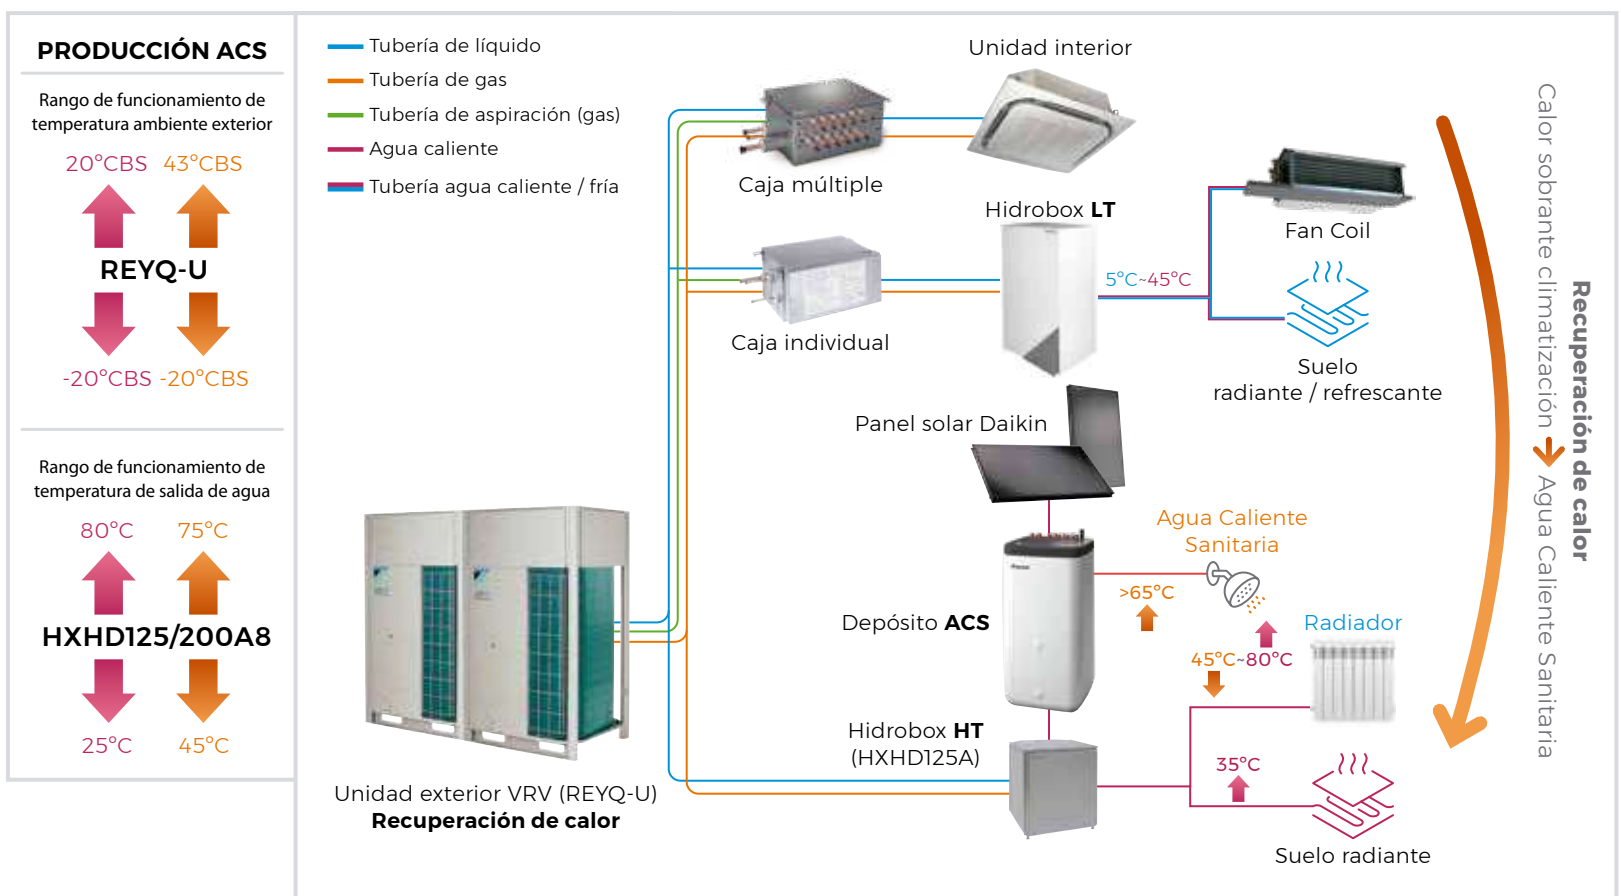 PRODUCCIÓN ACS
Rango de funcionamiento de
temperatura ambiente exterior
20°CBS 43°CBS
REYQ-U
-20°CBS -20°CBS
Rango de funcionamiento de
temperatura de salida de agua
80°C 75°C
HXHD125/200A8
25°C 45°C
Tubería de líquido
Tubería de gas
Tubería de aspiración (gas)
Agua caliente
Tubería agua caliente / fría
Unidad interior
Caja múltiple
Hidrobox LT
Fan Coil
5°C~45°C
Caja individual
Suelo
radiante / refrescante
Panel solar Daikin
Agua Caliente
Sanitaria
>65°C
Depósito ACS
Radiador
45°C~80°C
Hidrobox HT
(HXHD125A)
35°C
Suelo radiante
Unidad exterior VRV (REYQ-U)
Recuperación de calor
Recuperación de calor
Calor sobrante climatización
Agua Caliente Sanitaria